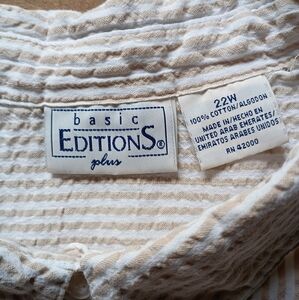 basic
EDITIONS®
plus
22W
100% COTTON/ALGODON
MADE IN/HECHO EN
UNITED ARAB EMERATES/
EMIRATOS ARABES UNIDOS
RN 42000